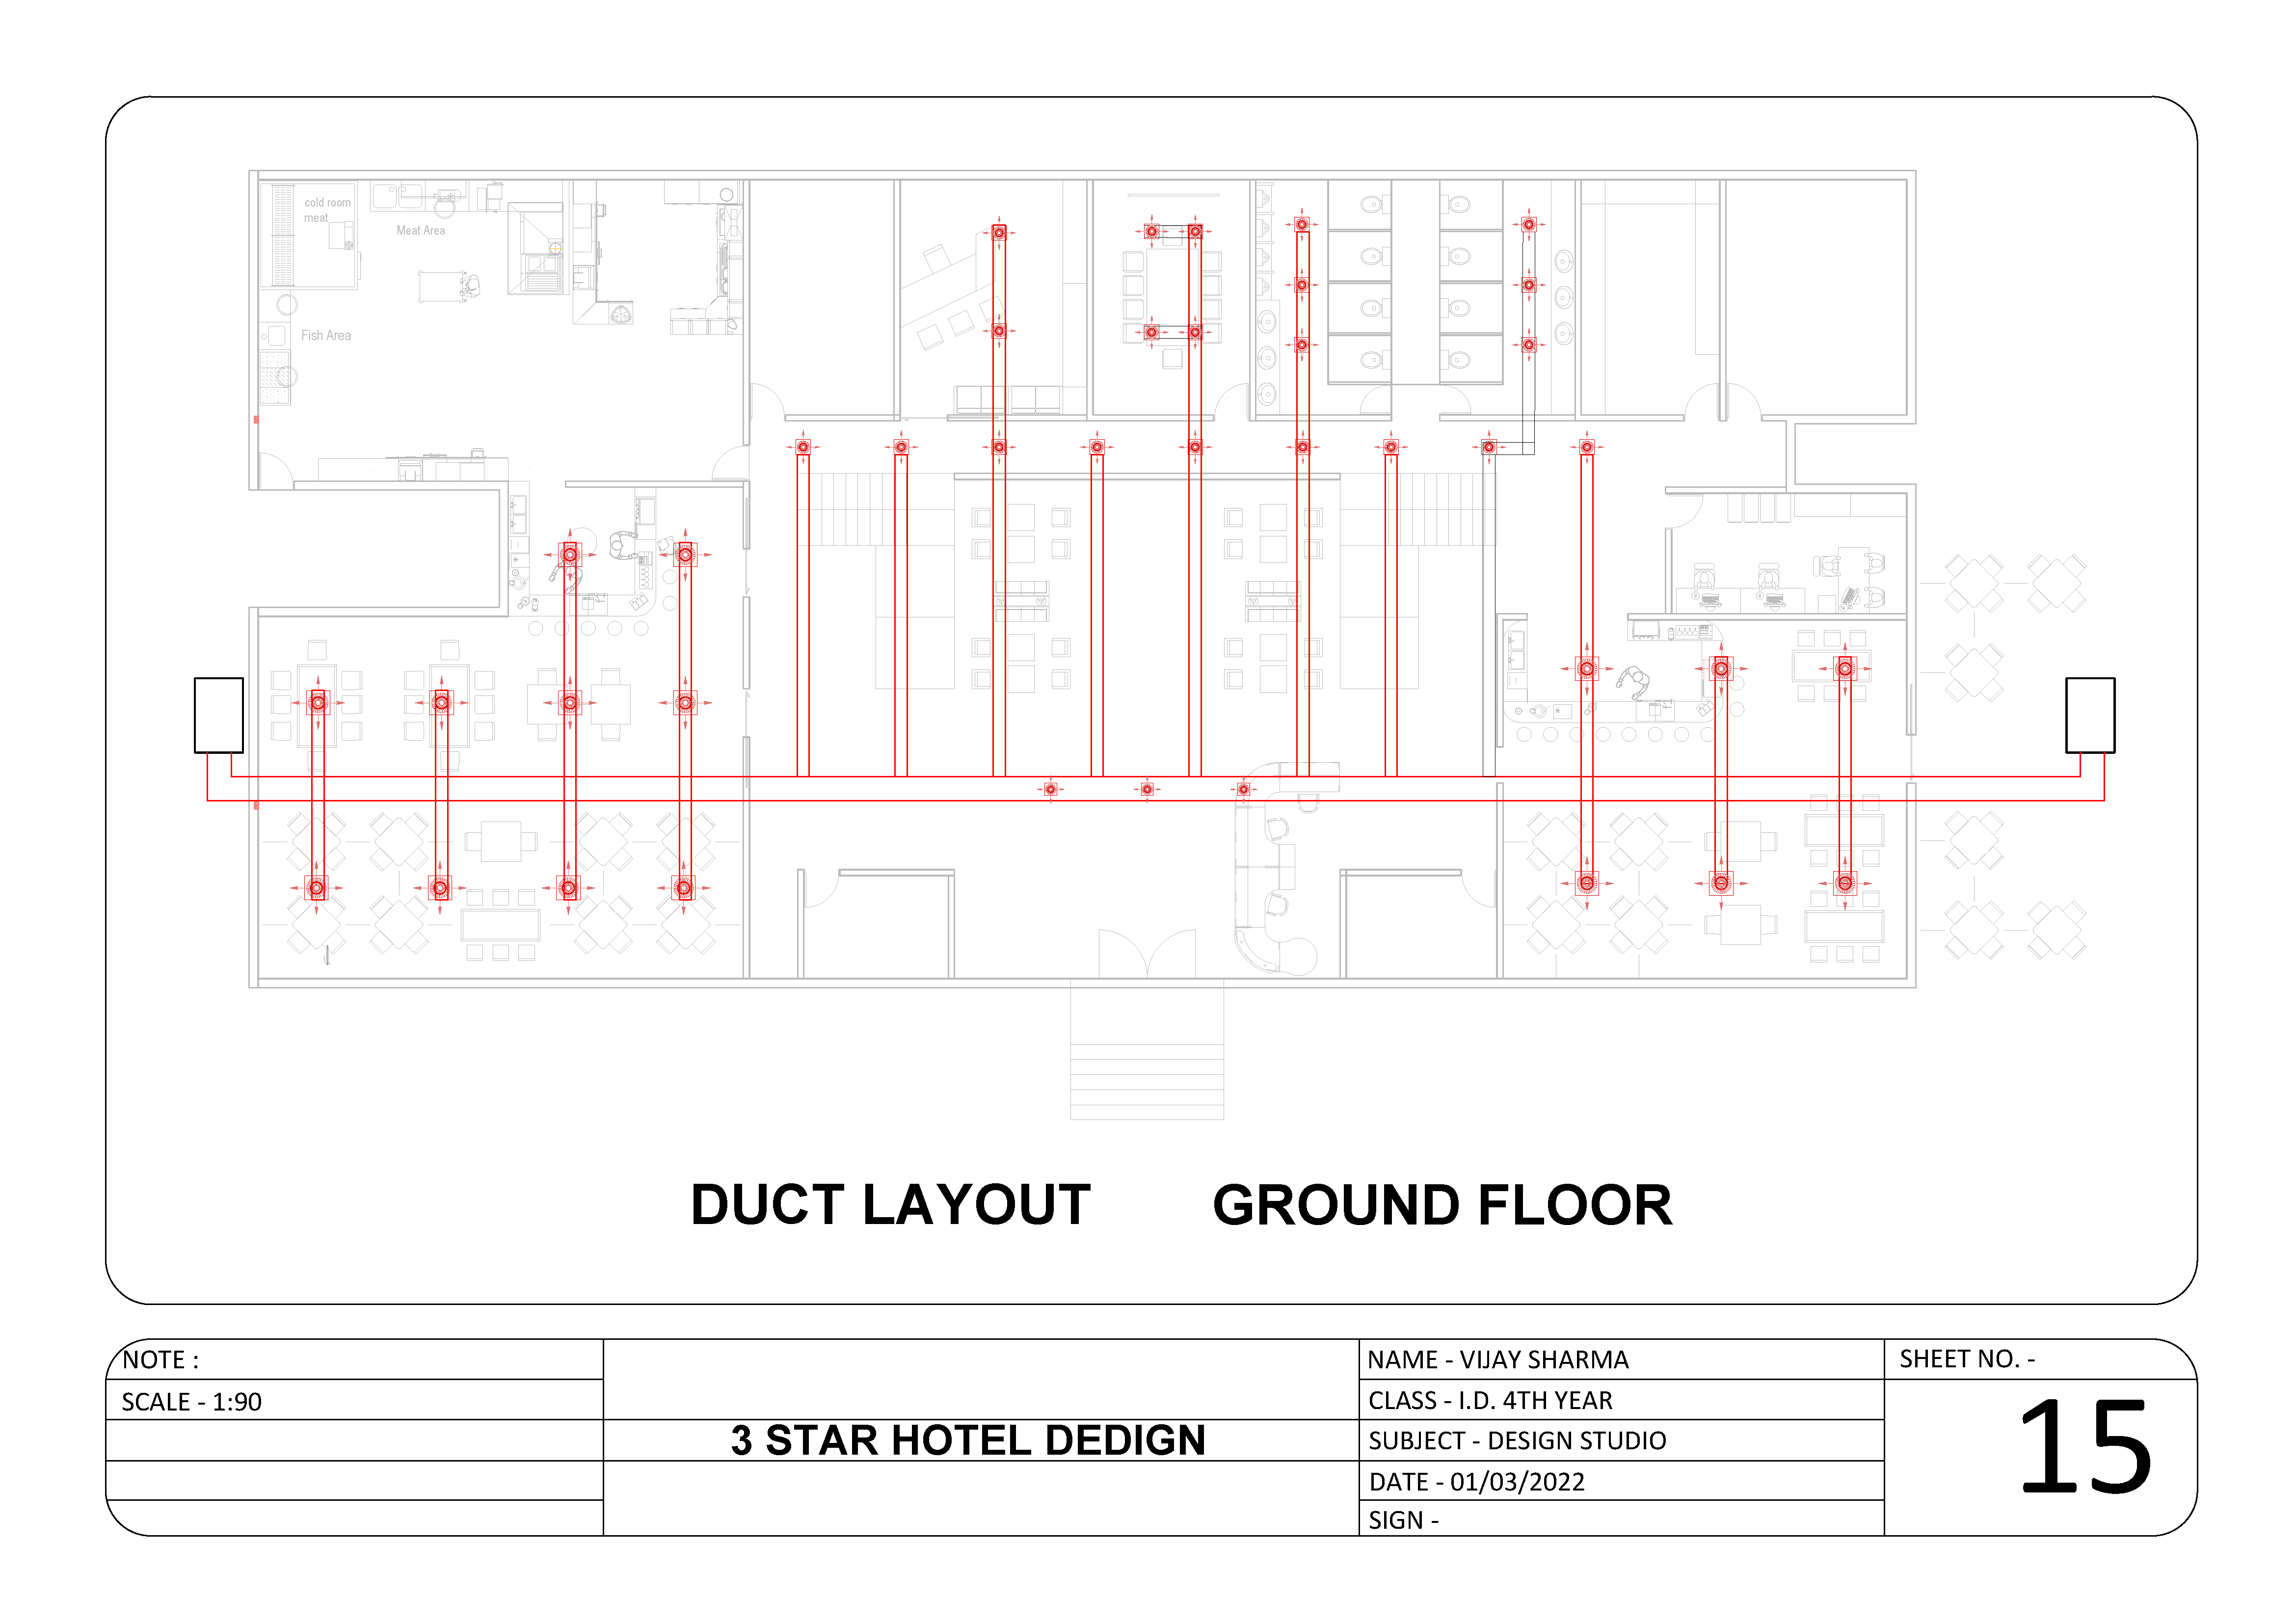 cold room
meat
Meat Area
Fish Area
DUCT LAYOUT GROUND FLOOR
NOTE :
SCALE - 1:90
3 STAR HOTEL DEDIGN
NAME - VIJAY SHARMA
CLASS - I.D. 4TH YEAR
SUBJECT - DESIGN STUDIO
DATE - 01/03/2022
SIGN -
SHEET NO. -
15